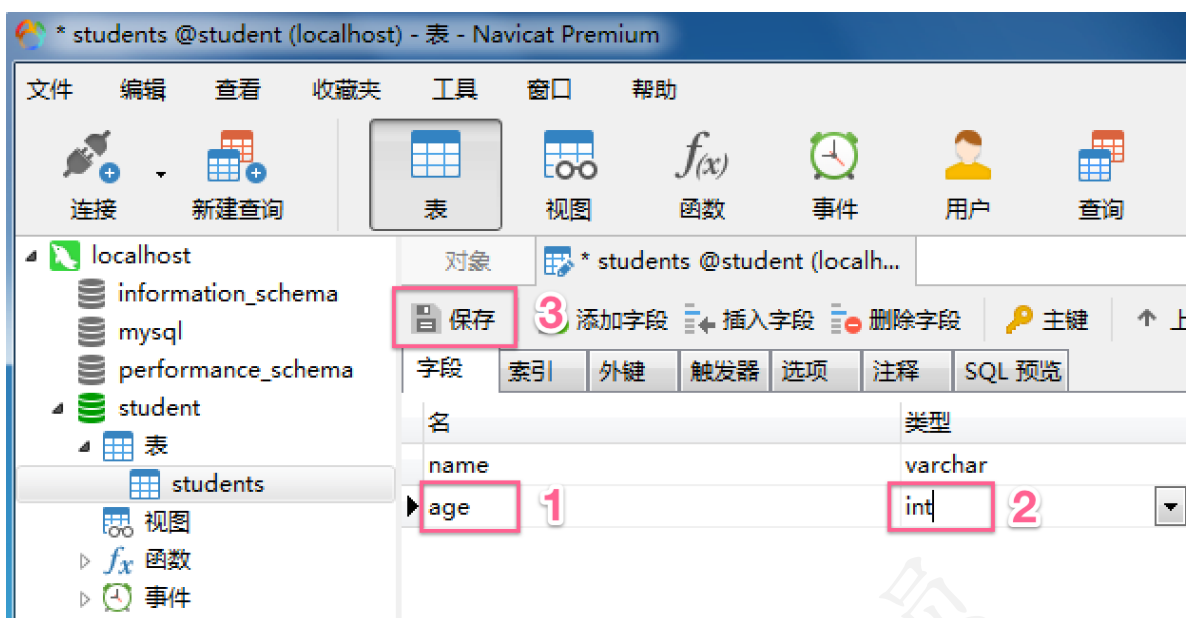 * students @student (localhost) - 表 - Navicat Premium
文件 编辑 查看 收藏夹 工具 窗口 帮助
连接 新建查询 表 视图 f(x) 函数 事件 用户 查询
localhost
information_schema
mysql
performance_schema
student
表
students
视图
fx 函数
事件
对象 * students @student (localh...
保存 3 添加字段 插入字段 删除字段 主键 上
字段 索引 外键 触发器 选项 注释 SQL 预览
名 类型
name varchar
age 1 int 2